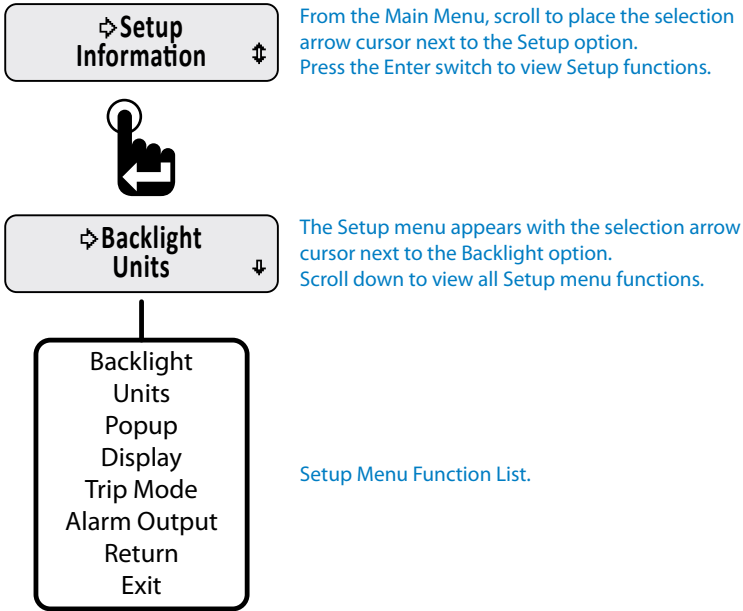 Setup
Information
From the Main Menu, scroll to place the selection
arrow cursor next to the Setup option.
Press the Enter switch to view Setup functions.
Backlight
Units
The Setup menu appears with the selection arrow
cursor next to the Backlight option.
Scroll down to view all Setup menu functions.
Backlight
Units
Popup
Display
Trip Mode
Alarm Output
Return
Exit
Setup Menu Function List.